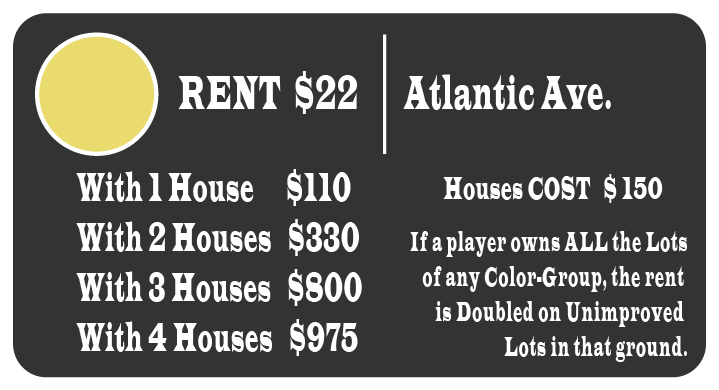 RENT $22
Atlantic Ave.
With 1 House $110
With 2 Houses $330
With 3 Houses $800
With 4 Houses $975
Houses COST $150
If a player owns ALL the Lots
of any Color-Group, the rent
is Doubled on Unimproved
Lots in that ground.